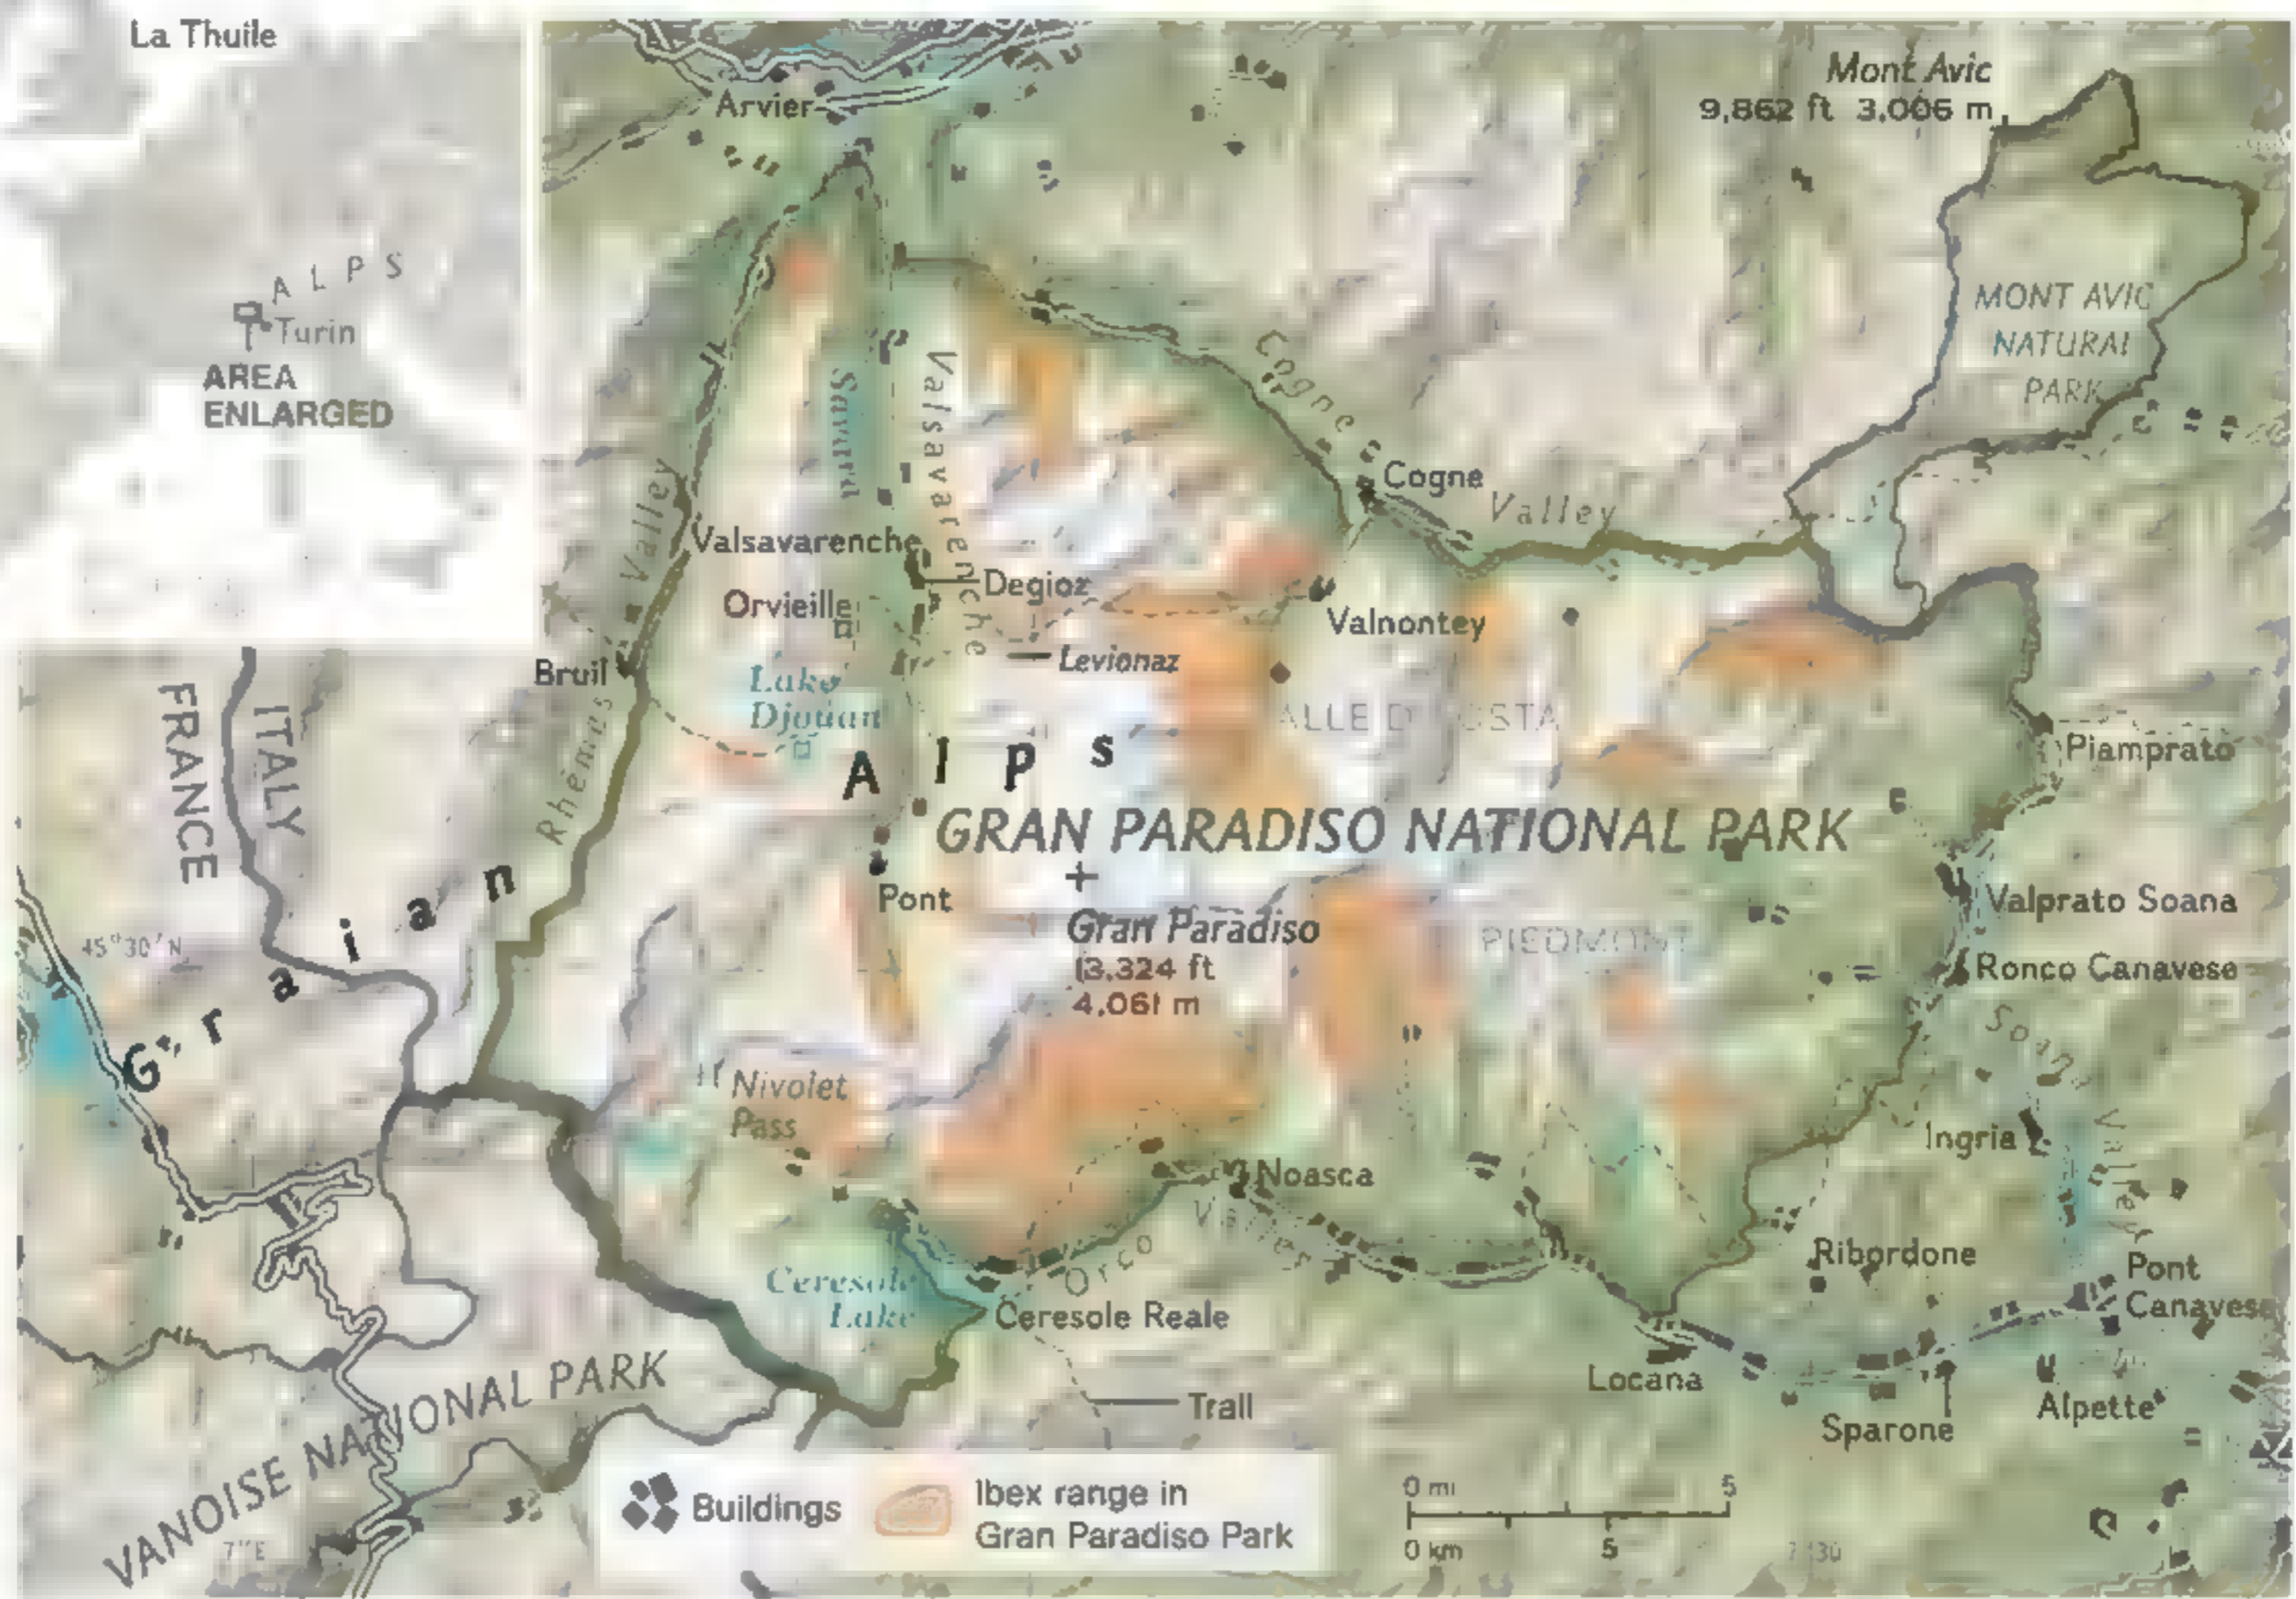 La Thuile
ALPS
Turin
AREA
ENLARGED
Arvier
Mont Avic
9,862 ft 3,006 m
MONT AVIC
NATURAL
PARK
Cogne
Valley
Cogne
Valsavarenche
Valsavarenche
Degioz
Orvieille
Levionaz
Valnontey
Bruil
Rhêmes Valley
Lake
Djouan
FRANCE
ITALY
Graian Alps
GRAN PARADISO NATIONAL PARK
Piamprato
Pont
Gran Paradiso
13,324 ft
4,061 m
PIEDMONT
Valprato Soana
Ronco Canavese
45°30'N
Soana Valley
Nivolet
Pass
Ingria
Noasca
Orco Valley
Ribordone
Ceresole
Lake
Ceresole Reale
Pont
Canavese
Locana
Sparone
Alpette
Trail
VANOISE NATIONAL PARK
7°E
Buildings
Ibex range in
Gran Paradiso Park
0 mi 5
0 km 5